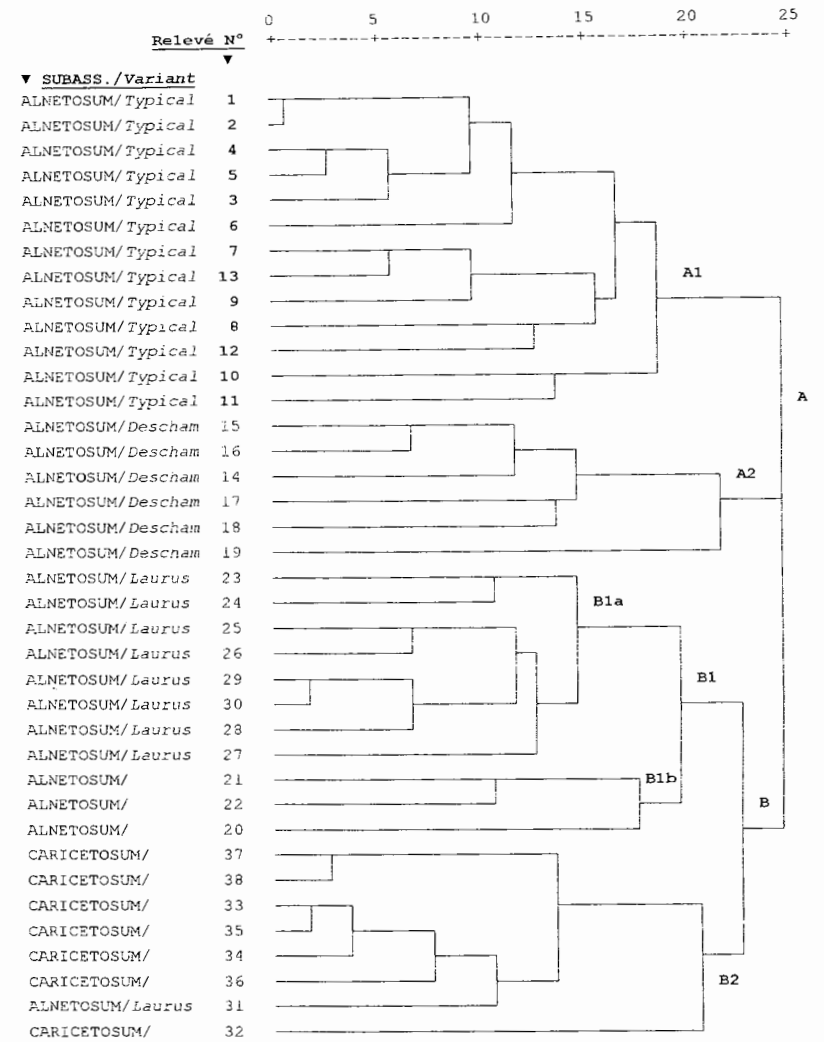 0 5 10 15 20 25
Relevé Nº +---------+---------+---------+---------+---------+
▼
▼ SUBASS./Variant
ALNETOSUM/Typical 1
ALNETOSUM/Typical 2
ALNETOSUM/Typical 4
ALNETOSUM/Typical 5
ALNETOSUM/Typical 3
ALNETOSUM/Typical 6
ALNETOSUM/Typical 7
ALNETOSUM/Typical 13 A1
ALNETOSUM/Typical 9
ALNETOSUM/Typical 8
ALNETOSUM/Typical 12
ALNETOSUM/Typical 10
ALNETOSUM/Typical 11 A
ALNETOSUM/Descham 15
ALNETOSUM/Descham 16
ALNETOSUM/Descham 14 A2
ALNETOSUM/Descham 17
ALNETOSUM/Descham 18
ALNETOSUM/Descham 19
ALNETOSUM/Laurus 23
ALNETOSUM/Laurus 24 B1a
ALNETOSUM/Laurus 25
ALNETOSUM/Laurus 26
ALNETOSUM/Laurus 29 B1
ALNETOSUM/Laurus 30
ALNETOSUM/Laurus 28
ALNETOSUM/Laurus 27
ALNETOSUM/ 21 B1b
ALNETOSUM/ 22 B
ALNETOSUM/ 20
CARICETOSUM/ 37
CARICETOSUM/ 38
CARICETOSUM/ 33
CARICETOSUM/ 35
CARICETOSUM/ 34
CARICETOSUM/ 36 B2
ALNETOSUM/Laurus 31
CARICETOSUM/ 32